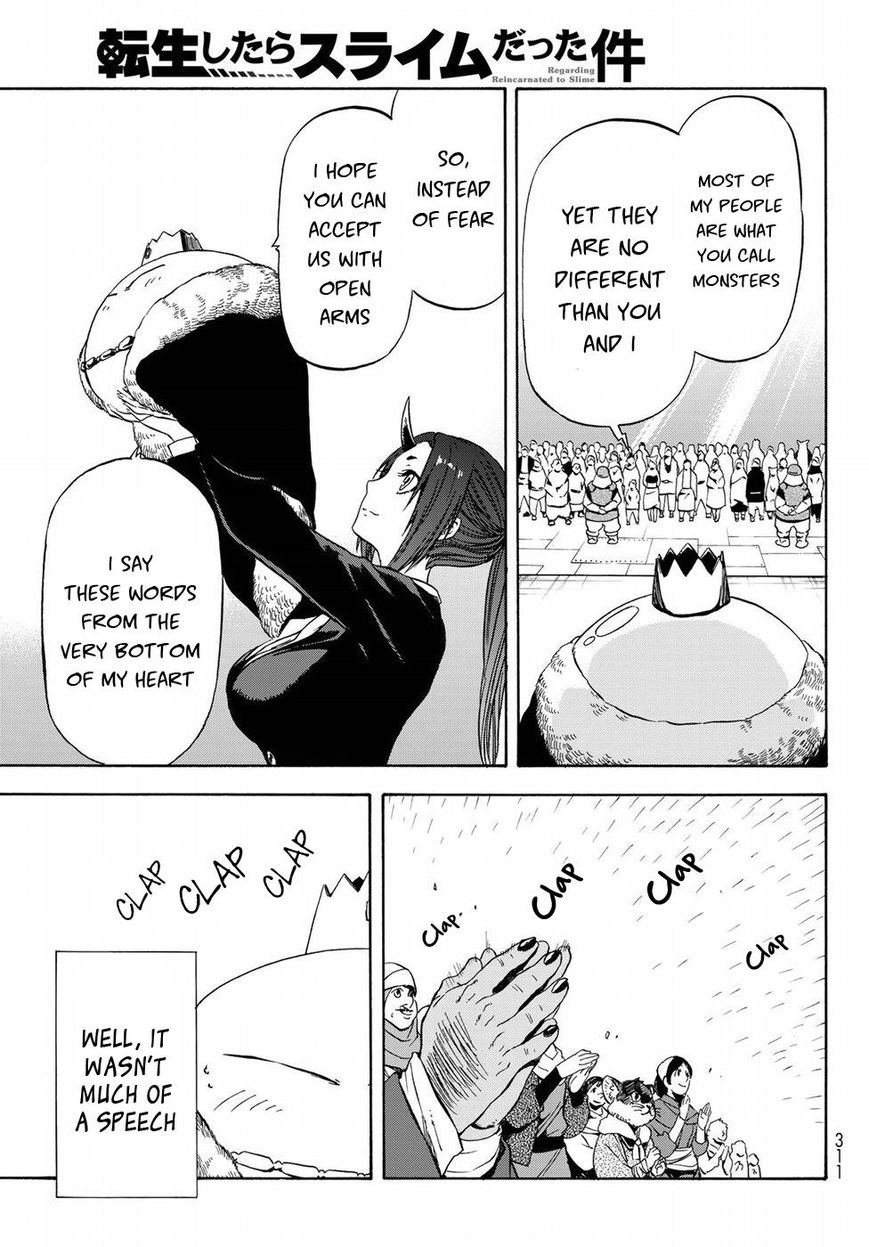 転生したらスライムだった件
Regarding
Reincarnated to Slime
MOST OF
MY PEOPLE
ARE WHAT
YOU CALL
MONSTERS
YET THEY
ARE NO
DIFFERENT
THAN YOU
AND I
SO,
INSTEAD
OF FEAR
I HOPE
YOU CAN
ACCEPT
US WITH
OPEN
ARMS
I SAY
THESE WORDS
FROM THE
VERY BOTTOM
OF MY HEART
Clap
Clap
Clap
Clap
CLAP
CLAP
CLAP
WELL, IT
WASN'T
MUCH OF
A SPEECH
311